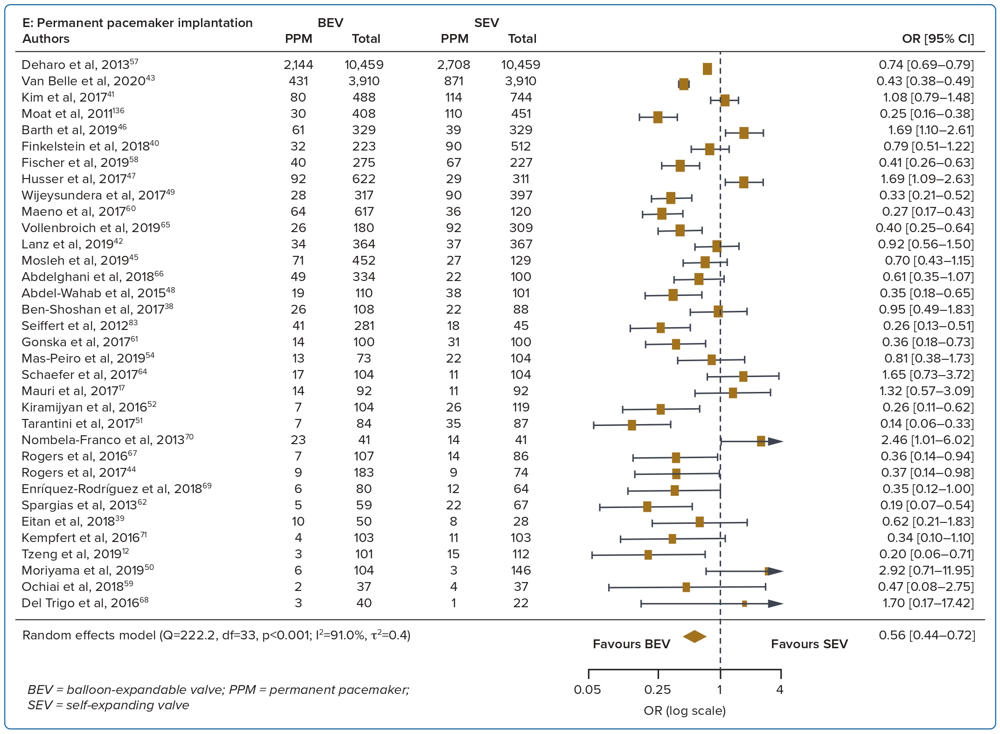 E: Permanent pacemaker implantation BEV SEV
Authors PPM Total PPM Total OR [95% CI]
Deharo et al, 2013⁵⁷ 2,144 10,459 2,708 10,459 0.74 [0.69–0.79]
Van Belle et al, 2020⁴³ 431 3,910 871 3,910 0.43 [0.38–0.49]
Kim et al, 2017⁴¹ 80 488 114 744 1.08 [0.79–1.48]
Moat et al, 2011¹³⁶ 30 408 110 451 0.25 [0.16–0.38]
Barth et al, 2019⁴⁶ 61 329 39 329 1.69 [1.10–2.61]
Finkelstein et al, 2018⁴⁰ 32 223 90 512 0.79 [0.51–1.22]
Fischer et al, 2019⁵⁸ 40 275 67 227 0.41 [0.26–0.63]
Husser et al, 2017⁴⁷ 92 622 29 311 1.69 [1.09–2.63]
Wijeysundera et al, 2017⁴⁹ 28 317 90 397 0.33 [0.21–0.52]
Maeno et al, 2017⁶⁰ 64 617 36 120 0.27 [0.17–0.43]
Vollenbroich et al, 2019⁶⁵ 26 180 92 309 0.40 [0.25–0.64]
Lanz et al, 2019⁴² 34 364 37 367 0.92 [0.56–1.50]
Mosleh et al, 2019⁴⁵ 71 452 27 129 0.70 [0.43–1.15]
Abdelghani et al, 2018⁶⁶ 49 334 22 100 0.61 [0.35–1.07]
Abdel-Wahab et al, 2015⁴⁸ 19 110 38 101 0.35 [0.18–0.65]
Ben-Shoshan et al, 2017³⁸ 26 108 22 88 0.95 [0.49–1.83]
Seiffert et al, 2012⁸³ 41 281 18 45 0.26 [0.13–0.51]
Gonska et al, 2017⁶¹ 14 100 31 100 0.36 [0.18–0.73]
Mas-Peiro et al, 2019⁵⁴ 13 73 22 104 0.81 [0.38–1.73]
Schaefer et al, 2017⁶⁴ 17 104 11 104 1.65 [0.73–3.72]
Mauri et al, 2017¹⁷ 14 92 11 92 1.32 [0.57–3.09]
Kiramijyan et al, 2016⁵² 7 104 26 119 0.26 [0.11–0.62]
Tarantini et al, 2017⁵¹ 7 84 35 87 0.14 [0.06–0.33]
Nombela-Franco et al, 2013⁷⁰ 23 41 14 41 2.46 [1.01–6.02]
Rogers et al, 2016⁶⁷ 7 107 14 86 0.36 [0.14–0.94]
Rogers et al, 2017⁴⁴ 9 183 9 74 0.37 [0.14–0.98]
Enríquez-Rodríguez et al, 2018⁶⁹ 6 80 12 64 0.35 [0.12–1.00]
Spargias et al, 2013⁶² 5 59 22 67 0.19 [0.07–0.54]
Eitan et al, 2018³⁹ 10 50 8 28 0.62 [0.21–1.83]
Kempfert et al, 2016⁷¹ 4 103 11 103 0.34 [0.10–1.10]
Tzeng et al, 2019¹² 3 101 15 112 0.20 [0.06–0.71]
Moriyama et al, 2019⁵⁰ 6 104 3 146 2.92 [0.71–11.95]
Ochiai et al, 2018⁵⁹ 2 37 4 37 0.47 [0.08–2.75]
Del Trigo et al, 2016⁶⁸ 3 40 1 22 1.70 [0.17–17.42]
Random effects model (Q=222.2, df=33, p<0.001; I²=91.0%, τ²=0.4) 0.56 [0.44–0.72]
Favours BEV Favours SEV
0.05 0.25 1 4
OR (log scale)
BEV = balloon-expandable valve; PPM = permanent pacemaker;
SEV = self-expanding valve